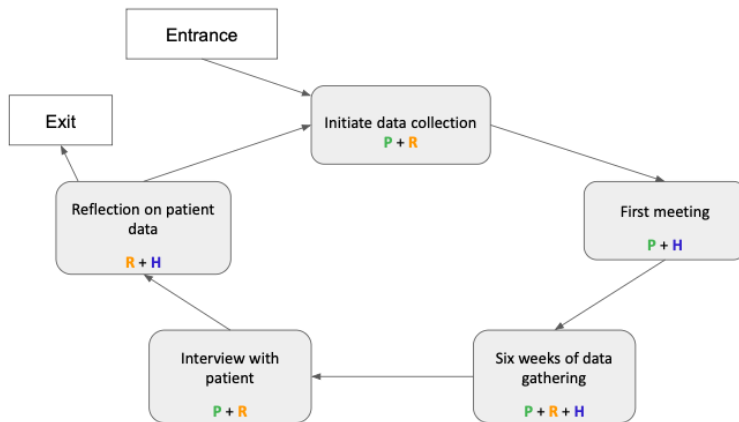 Entrance
Exit
Initiate data collection
P + R
First meeting
P + H
Six weeks of data
gathering
P + R + H
Interview with
patient
P + R
Reflection on patient
data
R + H